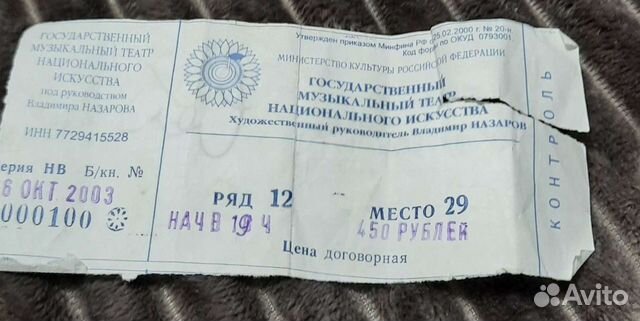 ГОСУДАРСТВЕННЫЙ
МУЗЫКАЛЬНЫЙ ТЕАТР
НАЦИОНАЛЬНОГО
ИСКУССТВА
под руководством
Владимира НАЗАРОВА
ИНН 7729415528
ерия НВ Б/кн. №
6 ОКТ. 2003
000100
Утвержден приказом Минфина РФ о 25.02.2000 г. № 20-н
Код формы по ОКУД 0793001
МИНИСТЕРСТВО КУЛЬТУРЫ РОССИЙСКОЙ ФЕДЕРАЦИИ
ГОСУДАРСТВЕННЫЙ
МУЗЫКАЛЬНЫЙ ТЕАТР
НАЦИОНАЛЬНОГО ИСКУССТВА
Художественный руководитель Владимир НАЗАРОВ
РЯД 12 МЕСТО 29
НАЧ В 19 Ч 450 РУБЛЕЙ
Цена договорная
КОНТРОЛЬ
Avito